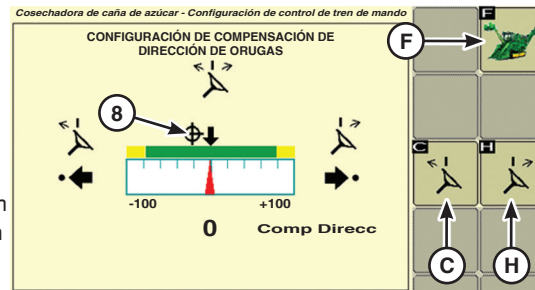 Cosechadora de caña de azúcar - Configuración de control de tren de mando
CONFIGURACIÓN DE COMPENSACIÓN DE
DIRECCIÓN DE ORUGAS
8
-100
+100
0
Comp Direcc
F
F
C
H
C
H
n